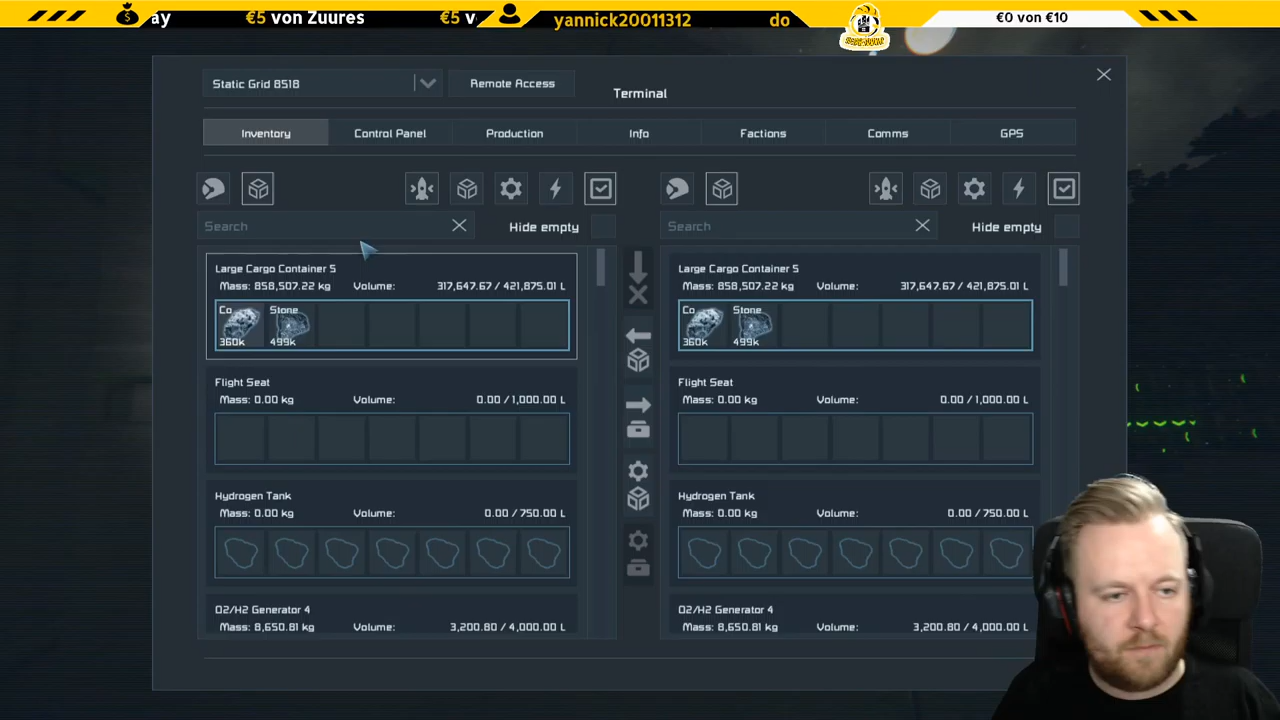 ay €5 von Zuures €5 v yannick20011312 do €0 von €10
Static Grid 8518 Remote Access Terminal
Inventory Control Panel Production Info Factions Comms GPS
Search Hide empty Search Hide empty
Large Cargo Container 5 Large Cargo Container 5
Mass: 858,507.22 kg Volume: 317,647.67 / 421,875.01 L Mass: 858,507.22 kg Volume: 317,647.67 / 421,875.01 L
Co Stone Co Stone
360k 499k 360k 499k
Flight Seat Flight Seat
Mass: 0.00 kg Volume: 0.00 / 1,000.00 L Mass: 0.00 kg Volume: 0.00 / 1,000.00 L
Hydrogen Tank Hydrogen Tank
Mass: 0.00 kg Volume: 0.00 / 750.00 L Mass: 0.00 kg Volume: 0.00 / 750.00 L
O2/H2 Generator 4 O2/H2 Generator 4
Mass: 8,650.81 kg Volume: 3,200.80 / 4,000.00 L Mass: 8,650.81 kg Volume: 3,200.80 / 4,000.00 L